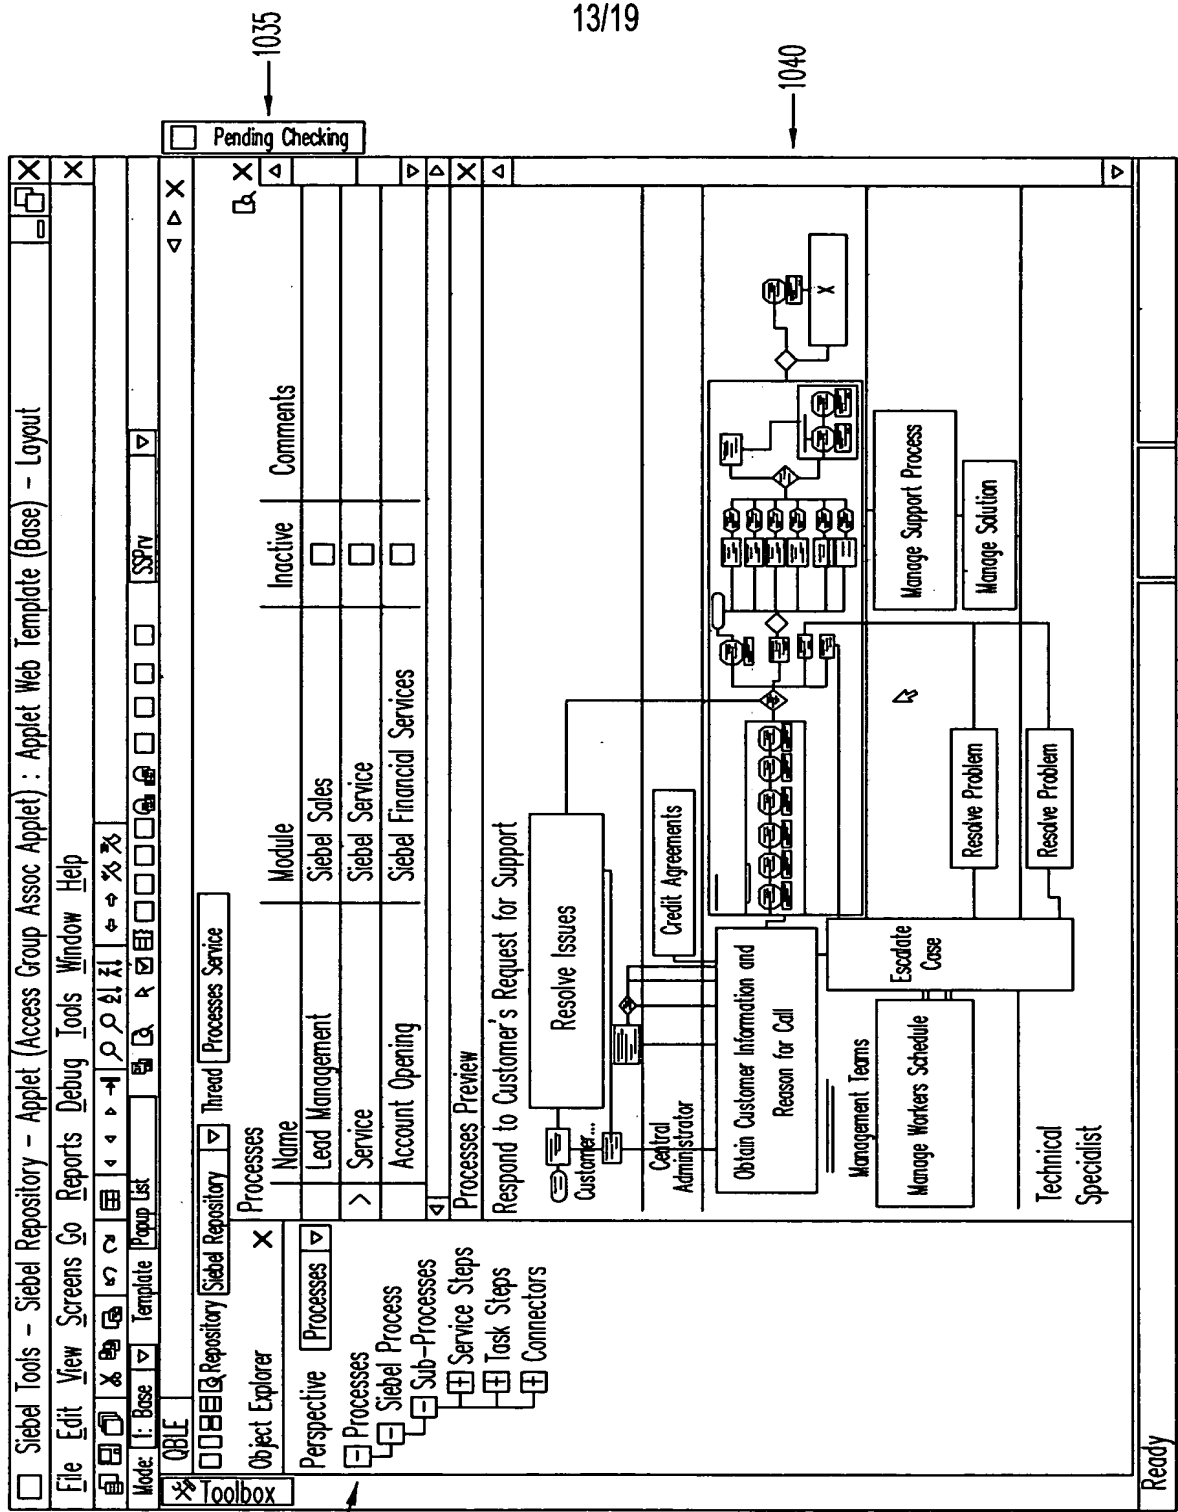 13/19
Siebel Tools - Siebel Repository - Applet (Access Group Assoc Applet) : Applet Web Template (Base) - Layout
File Edit View Screens Go Reports Debug Tools Window Help
Mode: 1: Base Template Popup List SSPrv
QBLE
Repository Siebel Repository Thread Processes Service
Toolbox
Object Explorer
Perspective Processes
Processes
Siebel Process
Sub-Processes
Service Steps
Task Steps
Connectors
Processes
Name Module Inactive Comments
Lead Management Siebel Sales
> Service Siebel Service
Account Opening Siebel Financial Services
Pending Checking
1035
Processes Preview
Respond to Customer's Request for Support
Resolve Issues
Customer...
Central
Administrator
Credit Agreements
Obtain Customer Information and
Reason for Call
X
1040
Management Teams
Manage Workers Schedule
Escalate
Case
Resolve Problem
Manage Support Process
Manage Solution
Technical
Specialist
Resolve Problem
Ready